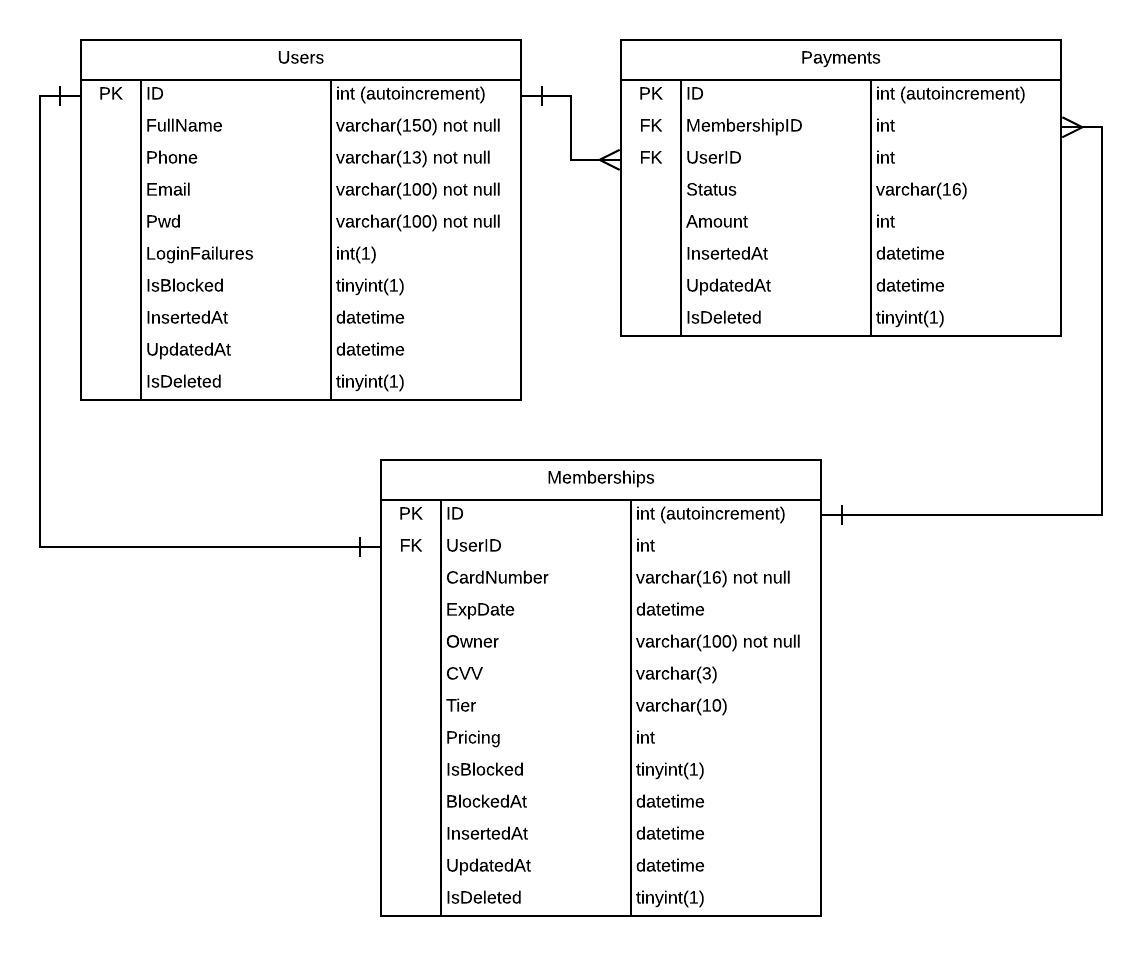 Users
PK ID int (autoincrement)
FullName varchar(150) not null
Phone varchar(13) not null
Email varchar(100) not null
Pwd varchar(100) not null
LoginFailures int(1)
IsBlocked tinyint(1)
InsertedAt datetime
UpdatedAt datetime
IsDeleted tinyint(1)
Payments
PK ID int (autoincrement)
FK MembershipID int
FK UserID int
Status varchar(16)
Amount int
InsertedAt datetime
UpdatedAt datetime
IsDeleted tinyint(1)
Memberships
PK ID int (autoincrement)
FK UserID int
CardNumber varchar(16) not null
ExpDate datetime
Owner varchar(100) not null
CVV varchar(3)
Tier varchar(10)
Pricing int
IsBlocked tinyint(1)
BlockedAt datetime
InsertedAt datetime
UpdatedAt datetime
IsDeleted tinyint(1)